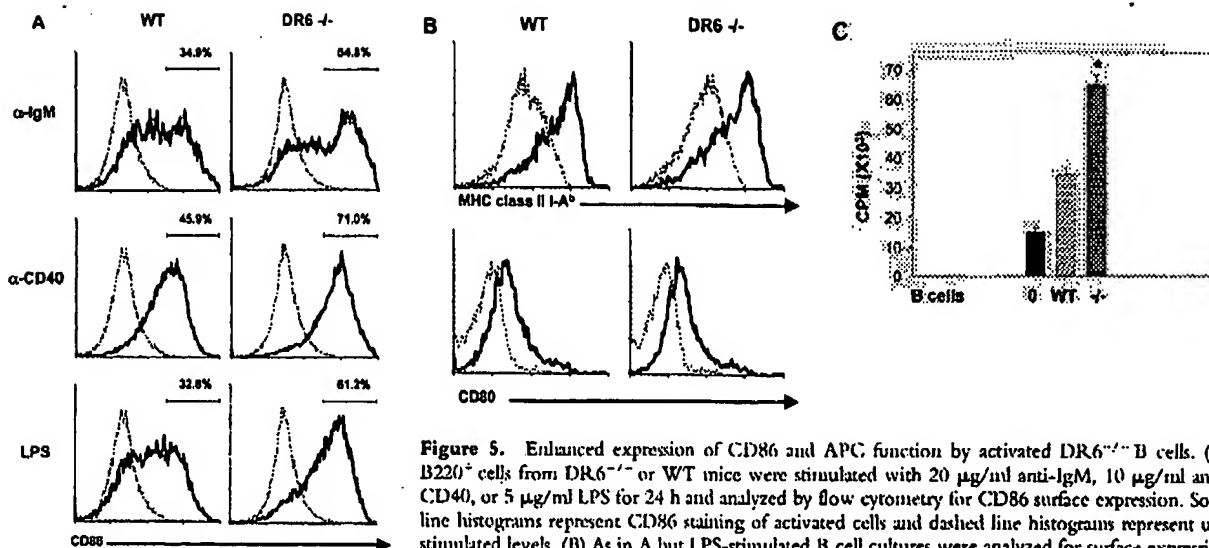 A
WT
DR6 -/-
34.9%
54.8%
α-IgM
45.9%
71.0%
α-CD40
32.8%
61.2%
LPS
CD86
B
WT
DR6 -/-
MHC class II I-Aᵇ
CD80
C
70
60
50
40
30
20
10
0
CPM (X10³)
*
B cells
0
WT
-/-
Figure 5. Enhanced expression of CD86 and APC function by activated DR6⁻/⁻ B cells. (
B220⁺ cells from DR6⁻/⁻ or WT mice were stimulated with 20 μg/ml anti-IgM, 10 μg/ml an
CD40, or 5 μg/ml LPS for 24 h and analyzed by flow cytometry for CD86 surface expression. So
line histograms represent CD86 staining of activated cells and dashed line histograms represent u
stimulated levels. (B) As in A but LPS-stimulated B cell cultures were analyzed for surface expressi